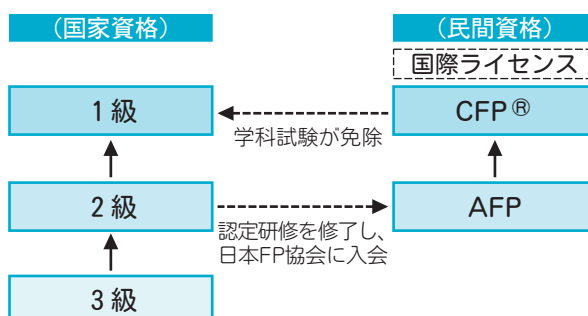 （国家資格）
（民間資格）
国際ライセンス
1級
CFP®
学科試験が免除
2級
AFP
認定研修を修了し、
日本FP協会に入会
3級